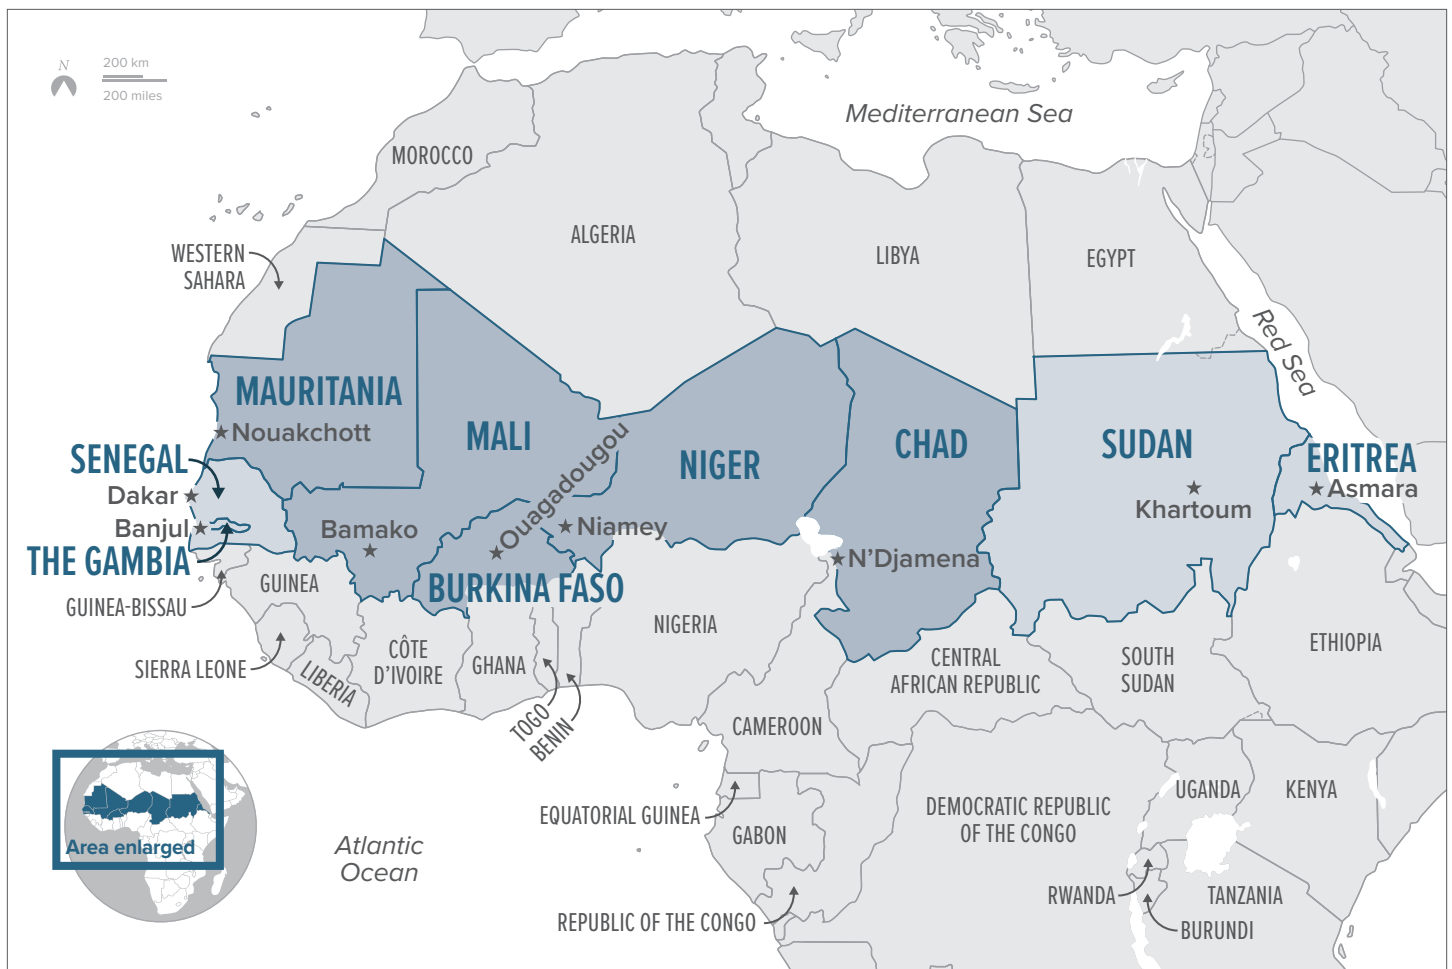 N
200 km
200 miles
Mediterranean Sea
MOROCCO
ALGERIA
LIBYA
EGYPT
WESTERN
SAHARA
Red Sea
MAURITANIA
Nouakchott
MALI
NIGER
CHAD
SUDAN
Khartoum
ERITREA
Asmara
SENEGAL
Dakar
Banjul
THE GAMBIA
Bamako
Ouagadougou
Niamey
BURKINA FASO
N'Djamena
GUINEA
GUINEA-BISSAU
SIERRA LEONE
LIBERIA
CÔTE
D'IVOIRE
GHANA
TOGO
BENIN
NIGERIA
CENTRAL
AFRICAN REPUBLIC
SOUTH
SUDAN
ETHIOPIA
CAMEROON
EQUATORIAL GUINEA
GABON
REPUBLIC OF THE CONGO
DEMOCRATIC REPUBLIC
OF THE CONGO
UGANDA
KENYA
RWANDA
BURUNDI
TANZANIA
Atlantic
Ocean
Area enlarged